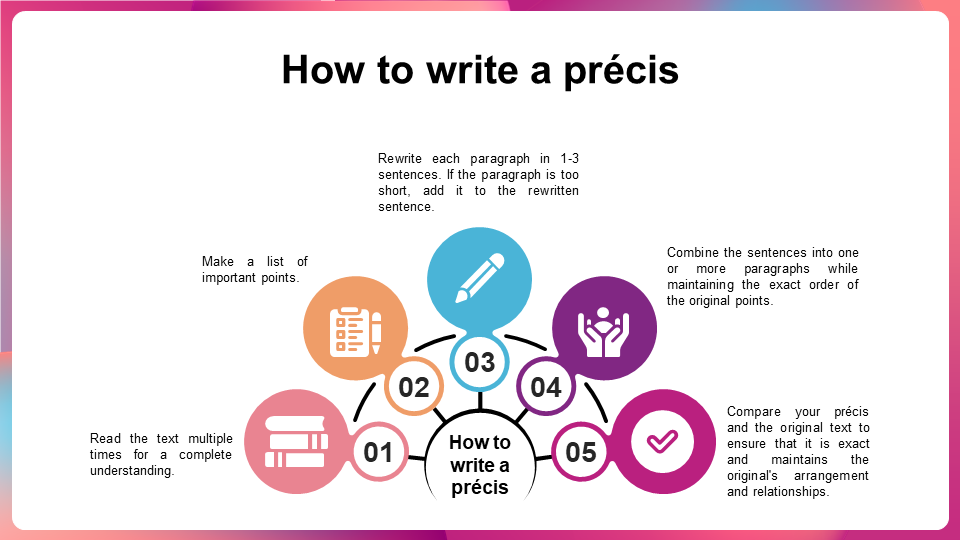 How to write a précis
Rewrite each paragraph in 1-3
sentences. If the paragraph is too
short, add it to the rewritten
sentence.
Make a list of
important points.
Combine the sentences into one
or more paragraphs while
maintaining the exact order of
the original points.
03
02
04
Read the text multiple
times for a complete
understanding.
01
How to
write a
précis
05
Compare your précis
and the original text to
ensure that it is exact
and maintains the
original's arrangement
and relationships.